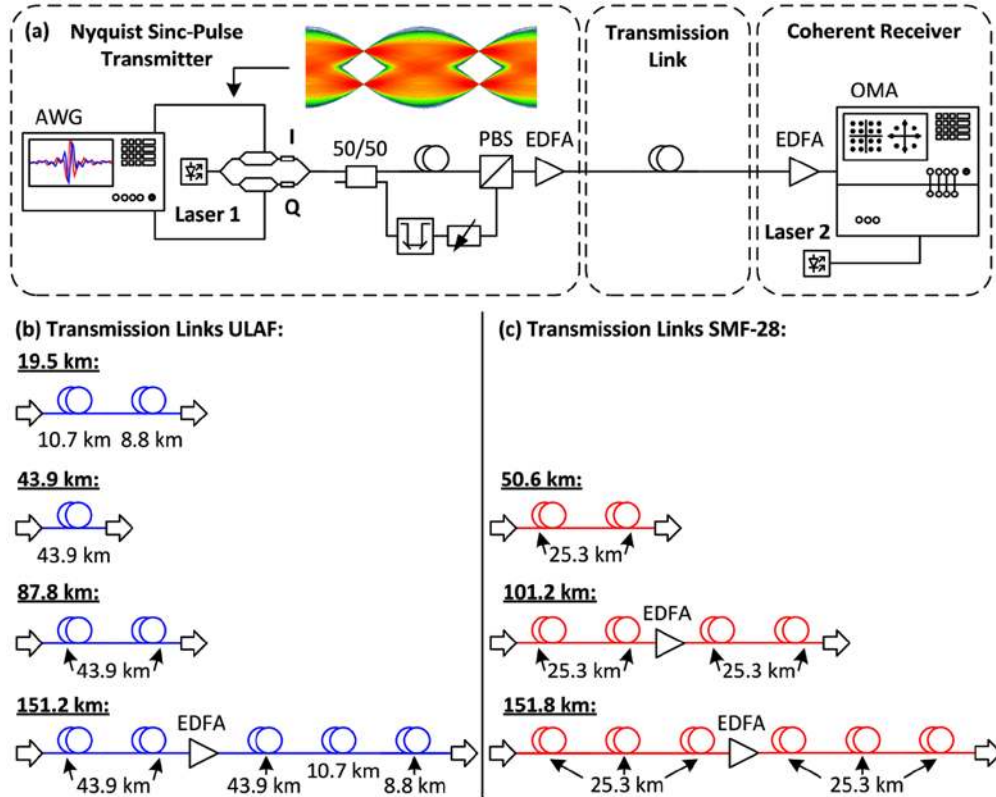 (a) Nyquist Sinc-Pulse
Transmitter
Transmission
Link
Coherent Receiver
AWG
OMA
I
50/50
PBS
EDFA
EDFA
Laser 1
Q
Laser 2
(b) Transmission Links ULAF:
19.5 km:
10.7 km 8.8 km
43.9 km:
43.9 km
87.8 km:
43.9 km
151.2 km:
EDFA
43.9 km
43.9 km
10.7 km
8.8 km
(c) Transmission Links SMF-28:
50.6 km:
25.3 km
101.2 km:
EDFA
25.3 km
25.3 km
151.8 km:
EDFA
25.3 km
25.3 km